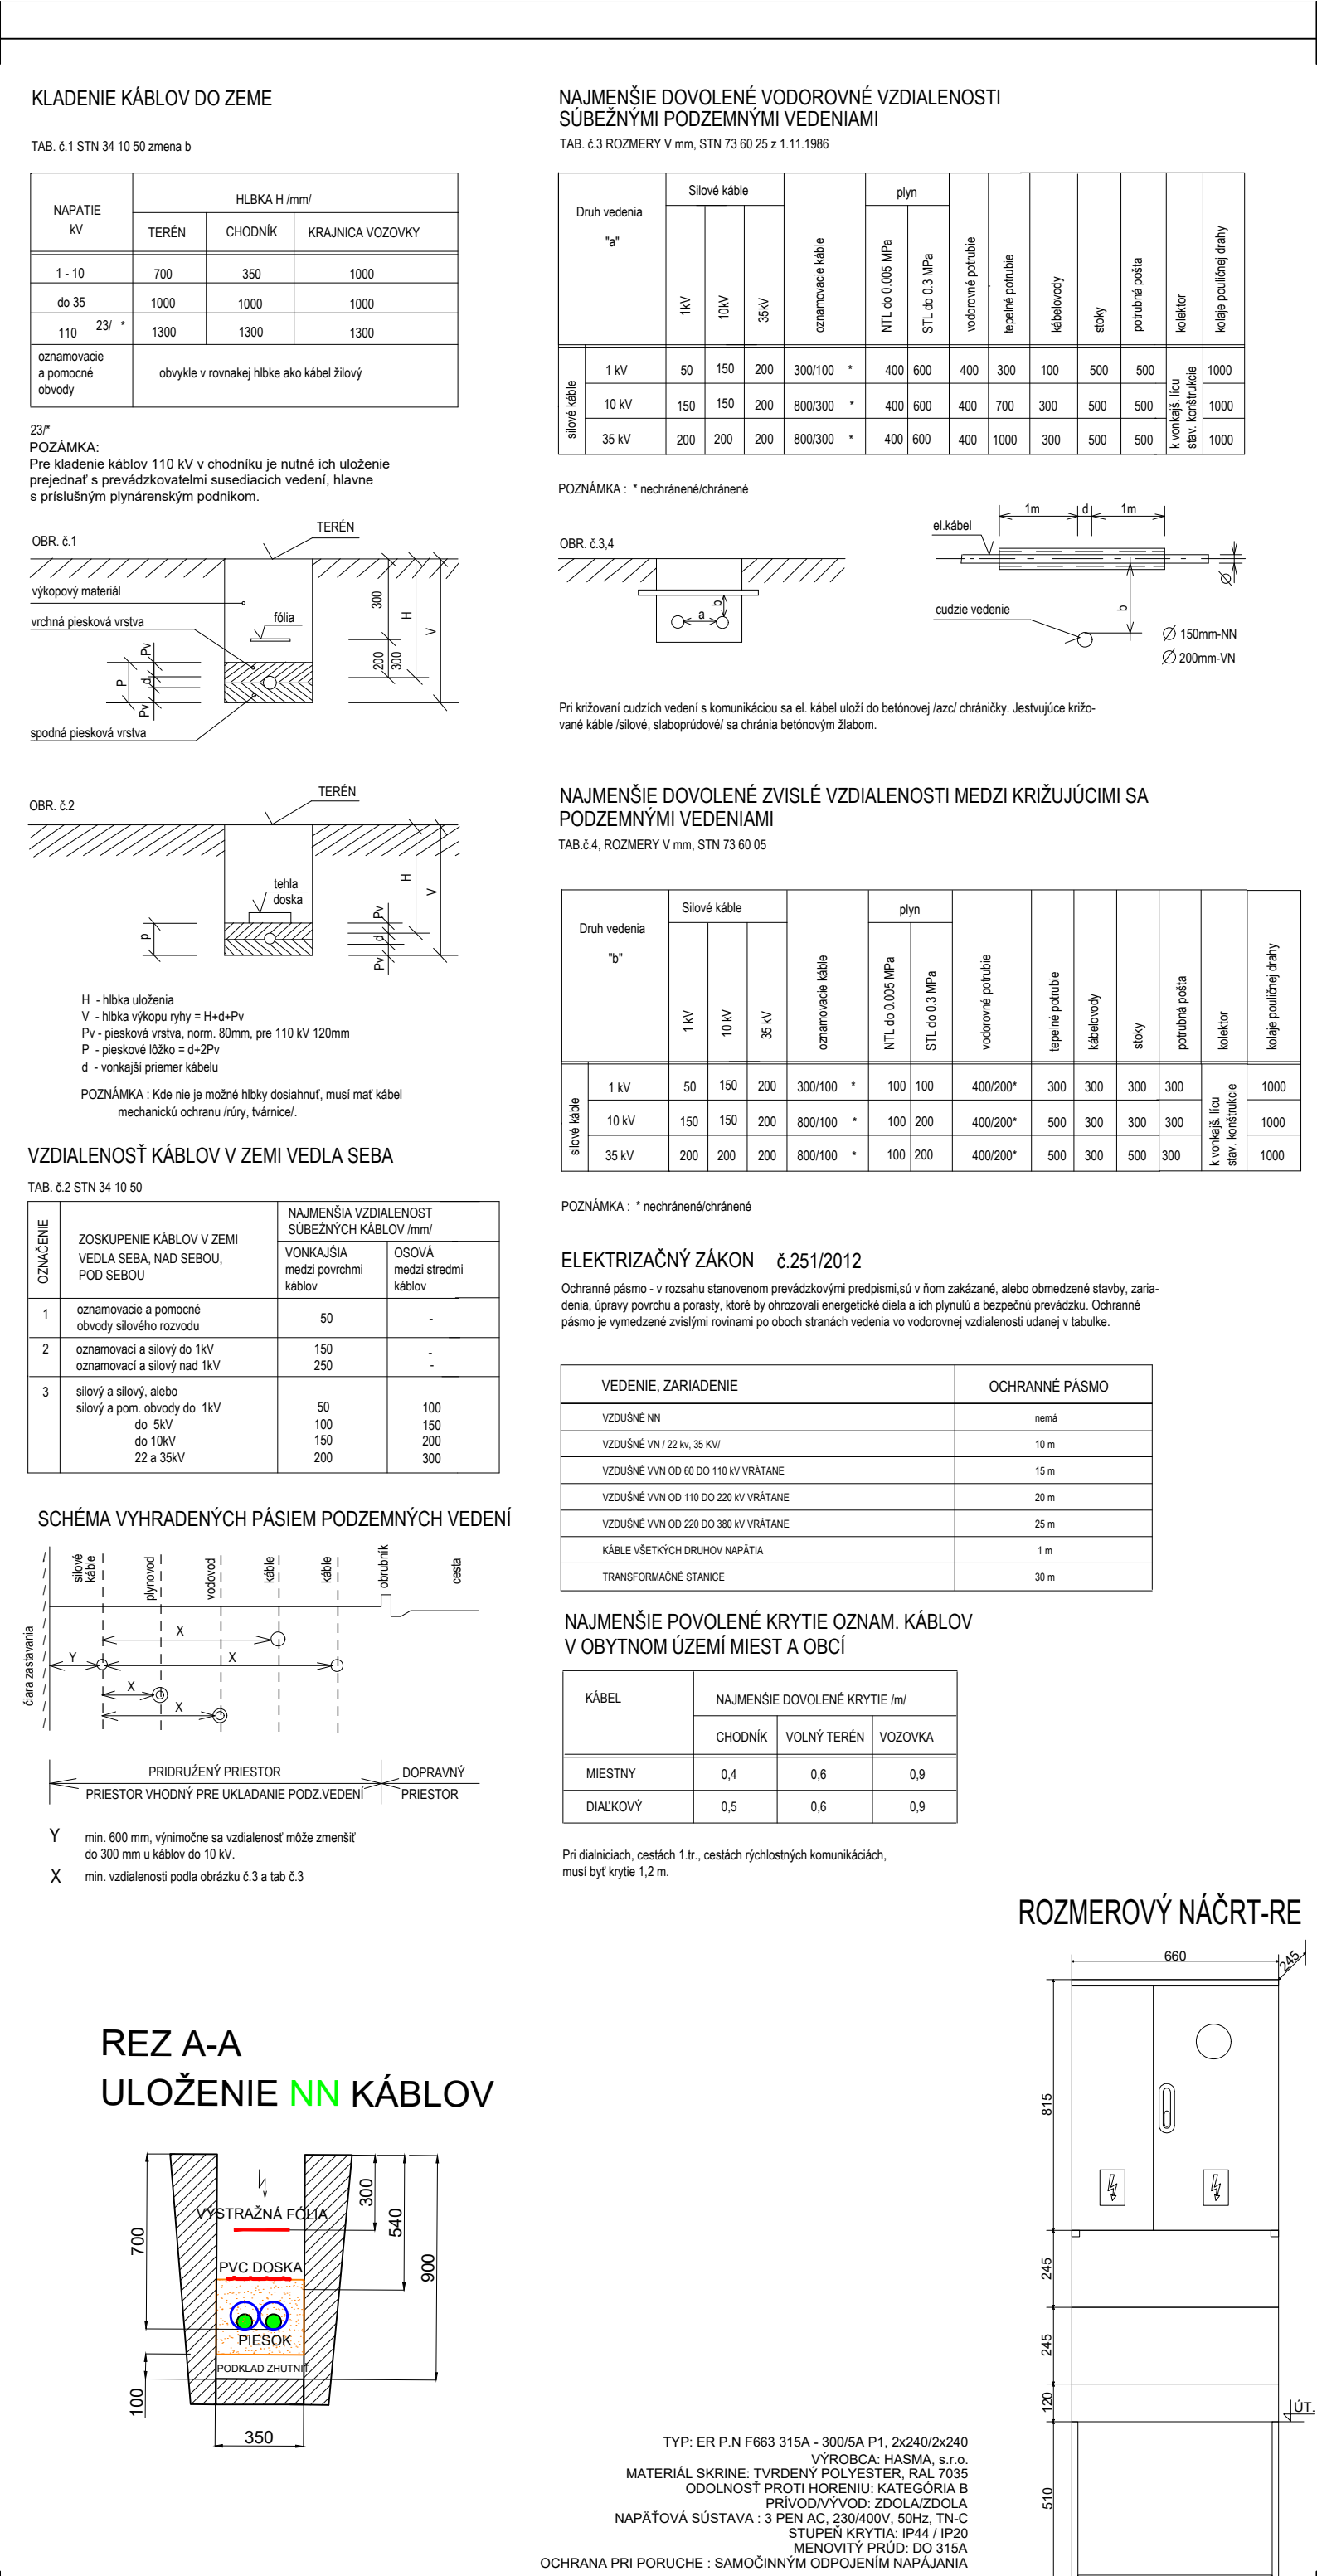 KLADENIE KÁBLOV DO ZEME
TAB. č.1 STN 34 10 50 zmena b
NAPATIE
kV
HLBKA H /mm/
TERÉN CHODNÍK KRAJNICA VOZOVKY
1 - 10 700 350 1000
do 35 1000 1000 1000
110 23/ * 1300 1300 1300
oznamovacie
a pomocné
obvody
obvykle v rovnakej hlbke ako kábel žilový
23/*
POZÁMKA:
Pre kladenie káblov 110 kV v chodníku je nutné ich uloženie
prejednať s prevádzkovatelmi susediacich vedení, hlavne
s príslušným plynárenským podnikom.
OBR. č.1
TERÉN
výkopový materiál
vrchná piesková vrstva
fólia
spodná piesková vrstva
P
Pv
d
Pv
300
200
300
H
V
OBR. č.2
TERÉN
tehla
doska
p
Pv
d
Pv
H
V
H - hlbka uloženia
V - hlbka výkopu ryhy = H+d+Pv
Pv - piesková vrstva, norm. 80mm, pre 110 kV 120mm
P - pieskové lôžko = d+2Pv
d - vonkajší priemer kábelu
POZNÁMKA : Kde nie je možné hlbky dosiahnuť, musí mať kábel
mechanickú ochranu /rúry, tvárnice/.
VZDIALENOSŤ KÁBLOV V ZEMI VEDLA SEBA
TAB. č.2 STN 34 10 50
OZNAČENIE
ZOSKUPENIE KÁBLOV V ZEMI
VEDLA SEBA, NAD SEBOU,
POD SEBOU
NAJMENŠIA VZDIALENOST
SÚBEŽNÝCH KÁBLOV /mm/
VONKAJŠIA
medzi povrchmi
káblov
OSOVÁ
medzi stredmi
káblov
1 oznamovacie a pomocné
obvody silového rozvodu 50 -
2 oznamovací a silový do 1kV 150 -
oznamovací a silový nad 1kV 250 -
3 silový a silový, alebo
silový a pom. obvody do 1kV 50 100
do 5kV 100 150
do 10kV 150 200
22 a 35kV 200 300
SCHÉMA VYHRADENÝCH PÁSIEM PODZEMNÝCH VEDENÍ
čiara zastavania
silové
káble
plynovod
vodovod
káble
káble
obrubník
cesta
X
Y
X
X
X
PRIDRUŽENÝ PRIESTOR
PRIESTOR VHODNÝ PRE UKLADANIE PODZ.VEDENÍ
DOPRAVNÝ
PRIESTOR
Y min. 600 mm, výnimočne sa vzdialenosť môže zmenšiť
do 300 mm u káblov do 10 kV.
X min. vzdialenosti podla obrázku č.3 a tab č.3
REZ A-A
ULOŽENIE NN KÁBLOV
VÝSTRAŽNÁ FÓLIA
PVC DOSKA
PIESOK
PODKLAD ZHUTNIŤ
700
100
350
300
540
900
NAJMENŠIE DOVOLENÉ VODOROVNÉ VZDIALENOSTI
SÚBEŽNÝMI PODZEMNÝMI VEDENIAMI
TAB. č.3 ROZMERY V mm, STN 73 60 25 z 1.11.1986
Druh vedenia
"a"
Silové káble
1kV
10kV
35kV
oznamovacie káble
plyn
NTL do 0.005 MPa
STL do 0.3 MPa
vodorovné potrubie
tepelné potrubie
kábelovody
stoky
potrubná pošta
kolektor
kolaje pouličnej drahy
silové káble
1 kV 50 150 200 300/100 * 400 600 400 300 100 500 500 1000
10 kV 150 150 200 800/300 * 400 600 400 700 300 500 500 1000
35 kV 200 200 200 800/300 * 400 600 400 1000 300 500 500 1000
k vonkajš. lícu
stav. konštrukcie
POZNÁMKA : * nechránené/chránené
OBR. č.3,4
a
b
el.kábel
1m d 1m
Ø
b
cudzie vedenie
Ø 150mm-NN
Ø 200mm-VN
Pri križovaní cudzích vedení s komunikáciou sa el. kábel uloží do betónovej /azc/ chráničky. Jestvujúce križo-
vané káble /silové, slaboprúdové/ sa chránia betónovým žlabom.
NAJMENŠIE DOVOLENÉ ZVISLÉ VZDIALENOSTI MEDZI KRIŽUJÚCIMI SA
PODZEMNÝMI VEDENIAMI
TAB.č.4, ROZMERY V mm, STN 73 60 05
Druh vedenia
"b"
Silové káble
1 kV
10 kV
35 kV
oznamovacie káble
plyn
NTL do 0.005 MPa
STL do 0.3 MPa
vodorovné potrubie
tepelné potrubie
kábelovody
stoky
potrubná pošta
kolektor
kolaje pouličnej drahy
silové káble
1 kV 50 150 200 300/100 * 100 100 400/200* 300 300 300 300 1000
10 kV 150 150 200 800/100 * 100 200 400/200* 500 300 300 300 1000
35 kV 200 200 200 800/100 * 100 200 400/200* 500 300 500 300 1000
k vonkajš. lícu
stav. konštrukcie
POZNÁMKA : * nechránené/chránené
ELEKTRIZAČNÝ ZÁKON č.251/2012
Ochranné pásmo - v rozsahu stanovenom prevádzkovými predpismi,sú v ňom zakázané, alebo obmedzené stavby, zaria-
denia, úpravy povrchu a porasty, ktoré by ohrozovali energetické diela a ich plynulú a bezpečnú prevádzku. Ochranné
pásmo je vymedzené zvislými rovinami po oboch stranách vedenia vo vodorovnej vzdialenosti udanej v tabulke.
VEDENIE, ZARIADENIE OCHRANNÉ PÁSMO
VZDUŠNÉ NN nemá
VZDUŠNÉ VN / 22 kv, 35 KV/ 10 m
VZDUŠNÉ VVN OD 60 DO 110 kV VRÁTANE 15 m
VZDUŠNÉ VVN OD 110 DO 220 kV VRÁTANE 20 m
VZDUŠNÉ VVN OD 220 DO 380 kV VRÁTANE 25 m
KÁBLE VŠETKÝCH DRUHOV NAPÄTIA 1 m
TRANSFORMAČNÉ STANICE 30 m
NAJMENŠIE POVOLENÉ KRYTIE OZNAM. KÁBLOV
V OBYTNOM ÚZEMÍ MIEST A OBCÍ
KÁBEL NAJMENŠIE DOVOLENÉ KRYTIE /m/
CHODNÍK VOLNÝ TERÉN VOZOVKA
MIESTNY 0,4 0,6 0,9
DIAĽKOVÝ 0,5 0,6 0,9
Pri dialniciach, cestách 1.tr., cestách rýchlostných komunikáciách,
musí byť krytie 1,2 m.
ROZMEROVÝ NÁČRT-RE
660
245
815
245
245
120
510
ÚT.
TYP: ER P.N F663 315A - 300/5A P1, 2x240/2x240
VÝROBCA: HASMA, s.r.o.
MATERIÁL SKRINE: TVRDENÝ POLYESTER, RAL 7035
ODOLNOSŤ PROTI HORENIU: KATEGÓRIA B
PRÍVOD/VÝVOD: ZDOLA/ZDOLA
NAPÄŤOVÁ SÚSTAVA : 3 PEN AC, 230/400V, 50Hz, TN-C
STUPEŇ KRYTIA: IP44 / IP20
MENOVITÝ PRÚD: DO 315A
OCHRANA PRI PORUCHE : SAMOČINNÝM ODPOJENÍM NAPÁJANIA